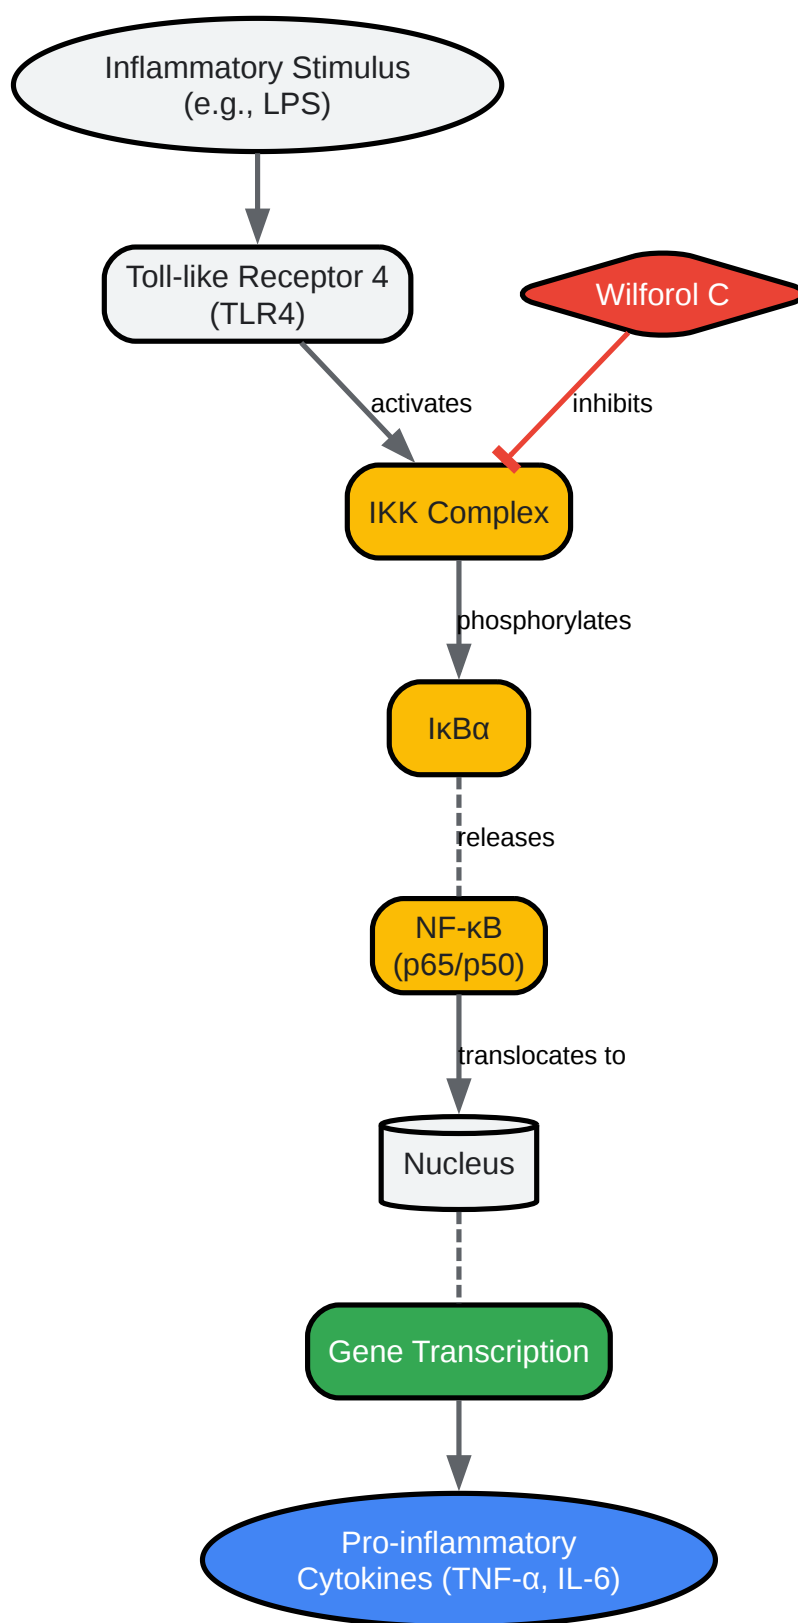 Inflammatory Stimulus
(e.g., LPS)
Toll-like Receptor 4
(TLR4)
Wilforol C
activates
inhibits
IKK Complex
phosphorylates
IκBα
releases
NF-κB
(p65/p50)
translocates to
Nucleus
Gene Transcription
Pro-inflammatory
Cytokines (TNF-α, IL-6)